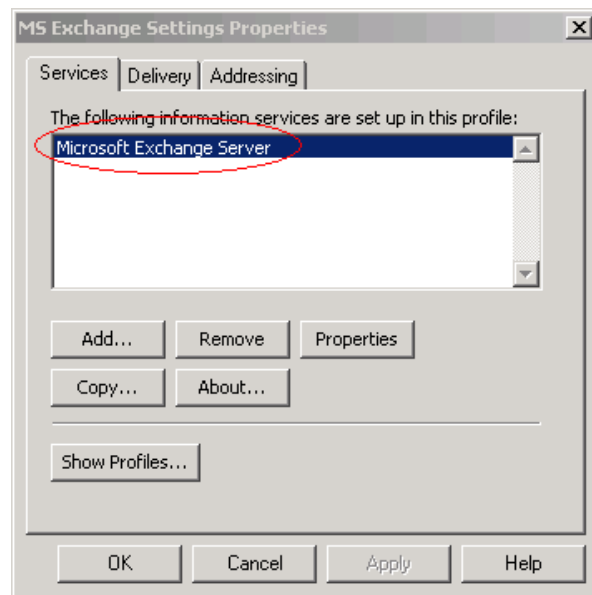 MS Exchange Settings Properties
Services Delivery Addressing
The following information services are set up in this profile:
Microsoft Exchange Server
Add... Remove Properties
Copy... About...
Show Profiles...
OK Cancel Apply Help